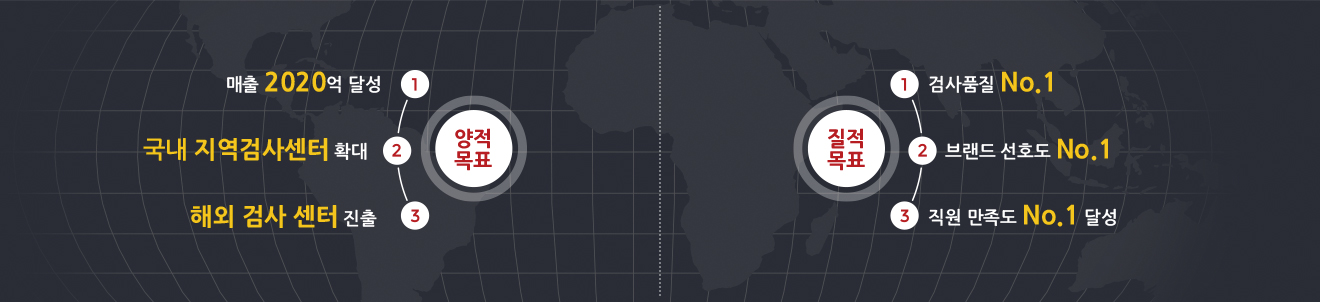 양적
목표
1 매출 2020억 달성
2 국내 지역검사센터 확대
3 해외 검사 센터 진출
질적
목표
1 검사품질 No.1
2 브랜드 선호도 No.1
3 직원 만족도 No.1 달성